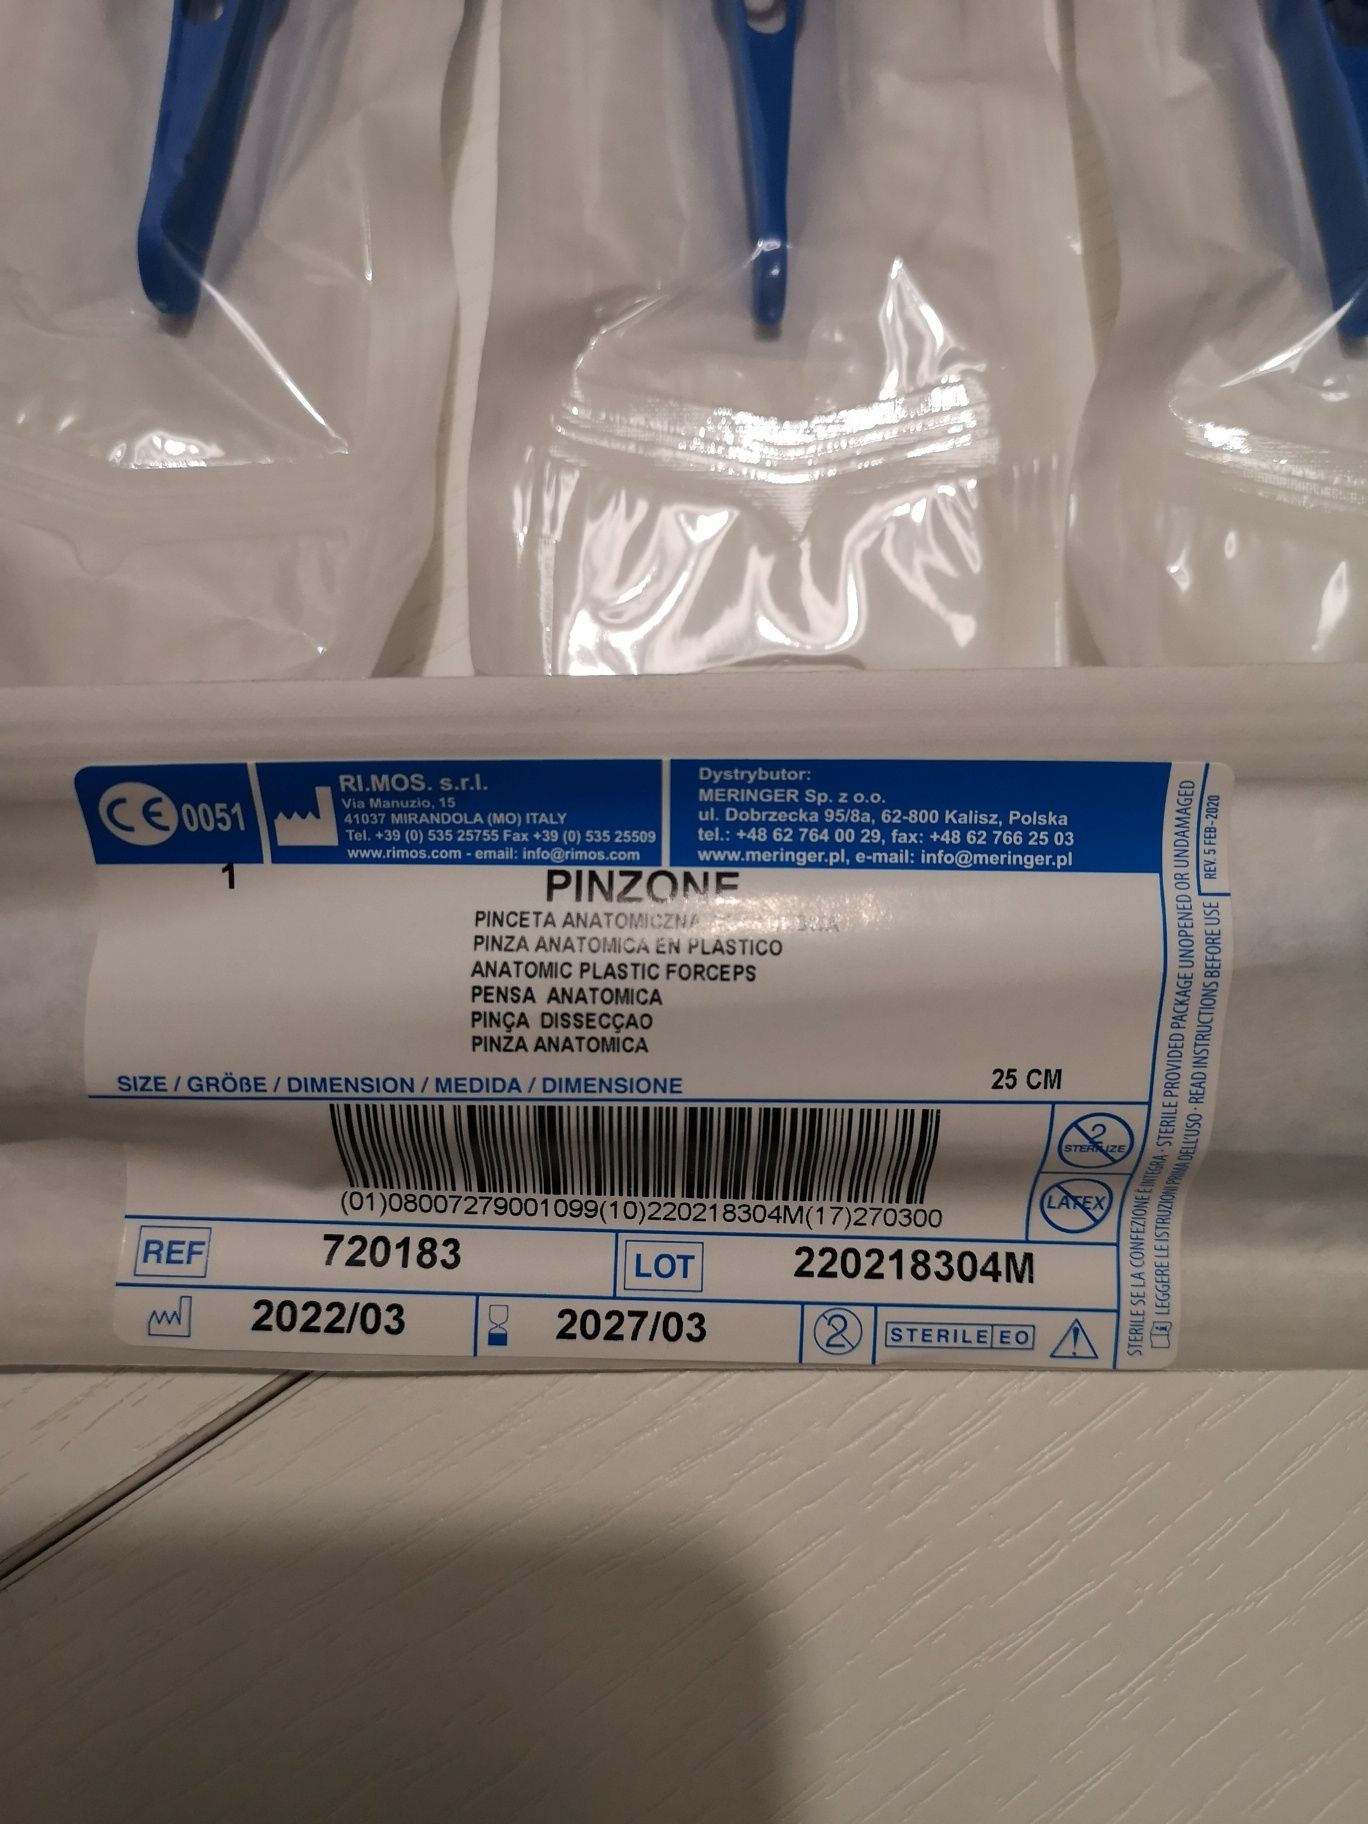 CE 0051
RI.MOS. s.r.l.
Via Manuzio, 15
41037 MIRANDOLA (MO) ITALY
Tel. +39 (0) 535 25755 Fax +39 (0) 535 25509
www.rimos.com - email: info@rimos.com
Dystrybutor:
MERINGER Sp. z o.o.
ul. Dobrzecka 95/8a, 62-800 Kalisz, Polska
tel.: +48 62 764 00 29, fax: +48 62 766 25 03
www.meringer.pl, e-mail: info@meringer.pl
1
PINZONE
PINCETA ANATOMICZNA
PINZA ANATOMICA EN PLASTICO
ANATOMIC PLASTIC FORCEPS
PENSA ANATOMICA
PINÇA DISSECÇAO
PINZA ANATOMICA
SIZE / GRÖßE / DIMENSION / MEDIDA / DIMENSIONE
25 CM
(01)08007279001099(10)220218304M(17)270300
2
STERILIZE
LATEX
REF
720183
LOT
220218304M
2022/03
2027/03
2
STERILE EO
STERILE SE LA CONFEZIONE È INTEGRA - STERILE PROVIDED PACKAGE UNOPENED OR UNDAMAGED
LEGGERE LE ISTRUZIONI PRIMA DELL'USO - READ INSTRUCTIONS BEFORE USE
REV. 5 FEB-2020